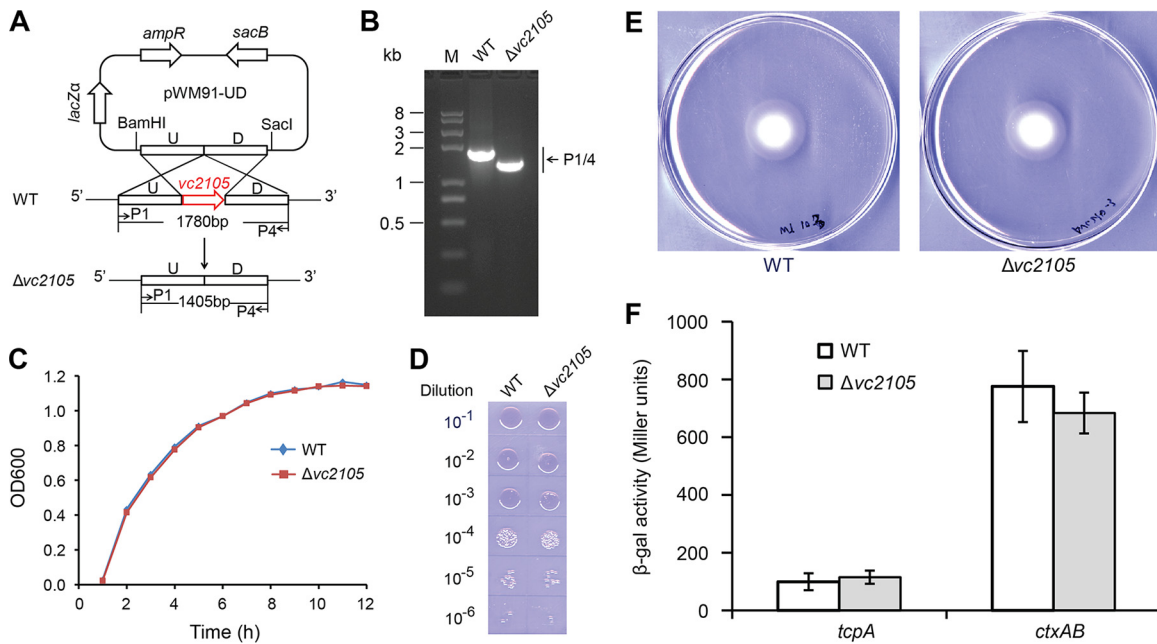 A
ampR
sacB
lacZα
pWM91-UD
BamHI
SacI
U D
vc2105
WT 5’ U D 3’
P1
1780bp
P4
Δvc2105 5’ U D 3’
P1
1405bp
P4
B
kb M WT Δvc2105
8
3
2
← P1/4
1
0.5
C
1.2
1.0
0.8
0.6
0.4
0.2
0.0
OD600
WT
Δvc2105
0 2 4 6 8 10 12
Time (h)
D
Dilution WT Δvc2105
10-1
10-2
10-3
10-4
10-5
10-6
E
WT
Δvc2105
F
1000
800
600
400
200
0
β-gal activity (Miller units)
WT
Δvc2105
tcpA ctxAB